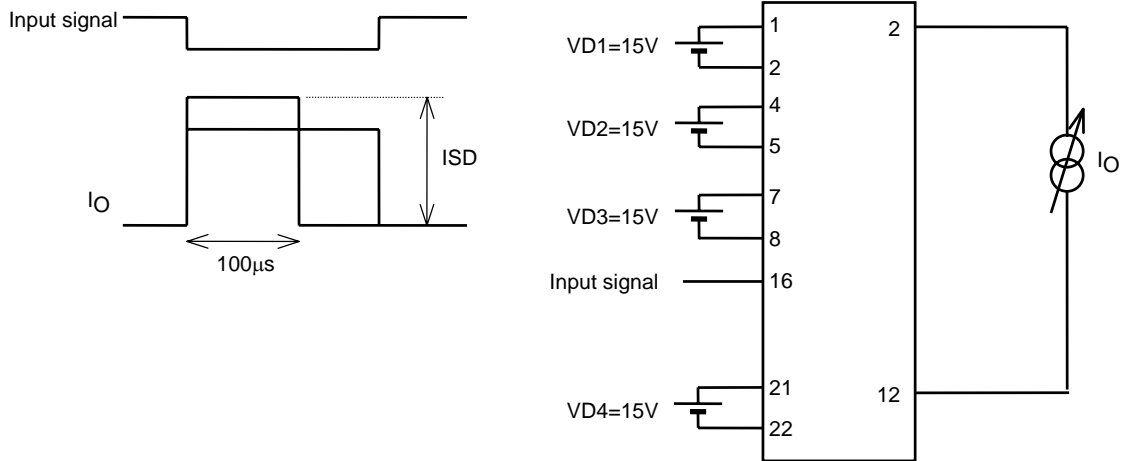 Input signal
ISD
IO
100μs
VD1=15V
VD2=15V
VD3=15V
Input signal
VD4=15V
1
2
4
5
7
8
16
21
22
2
12
IO